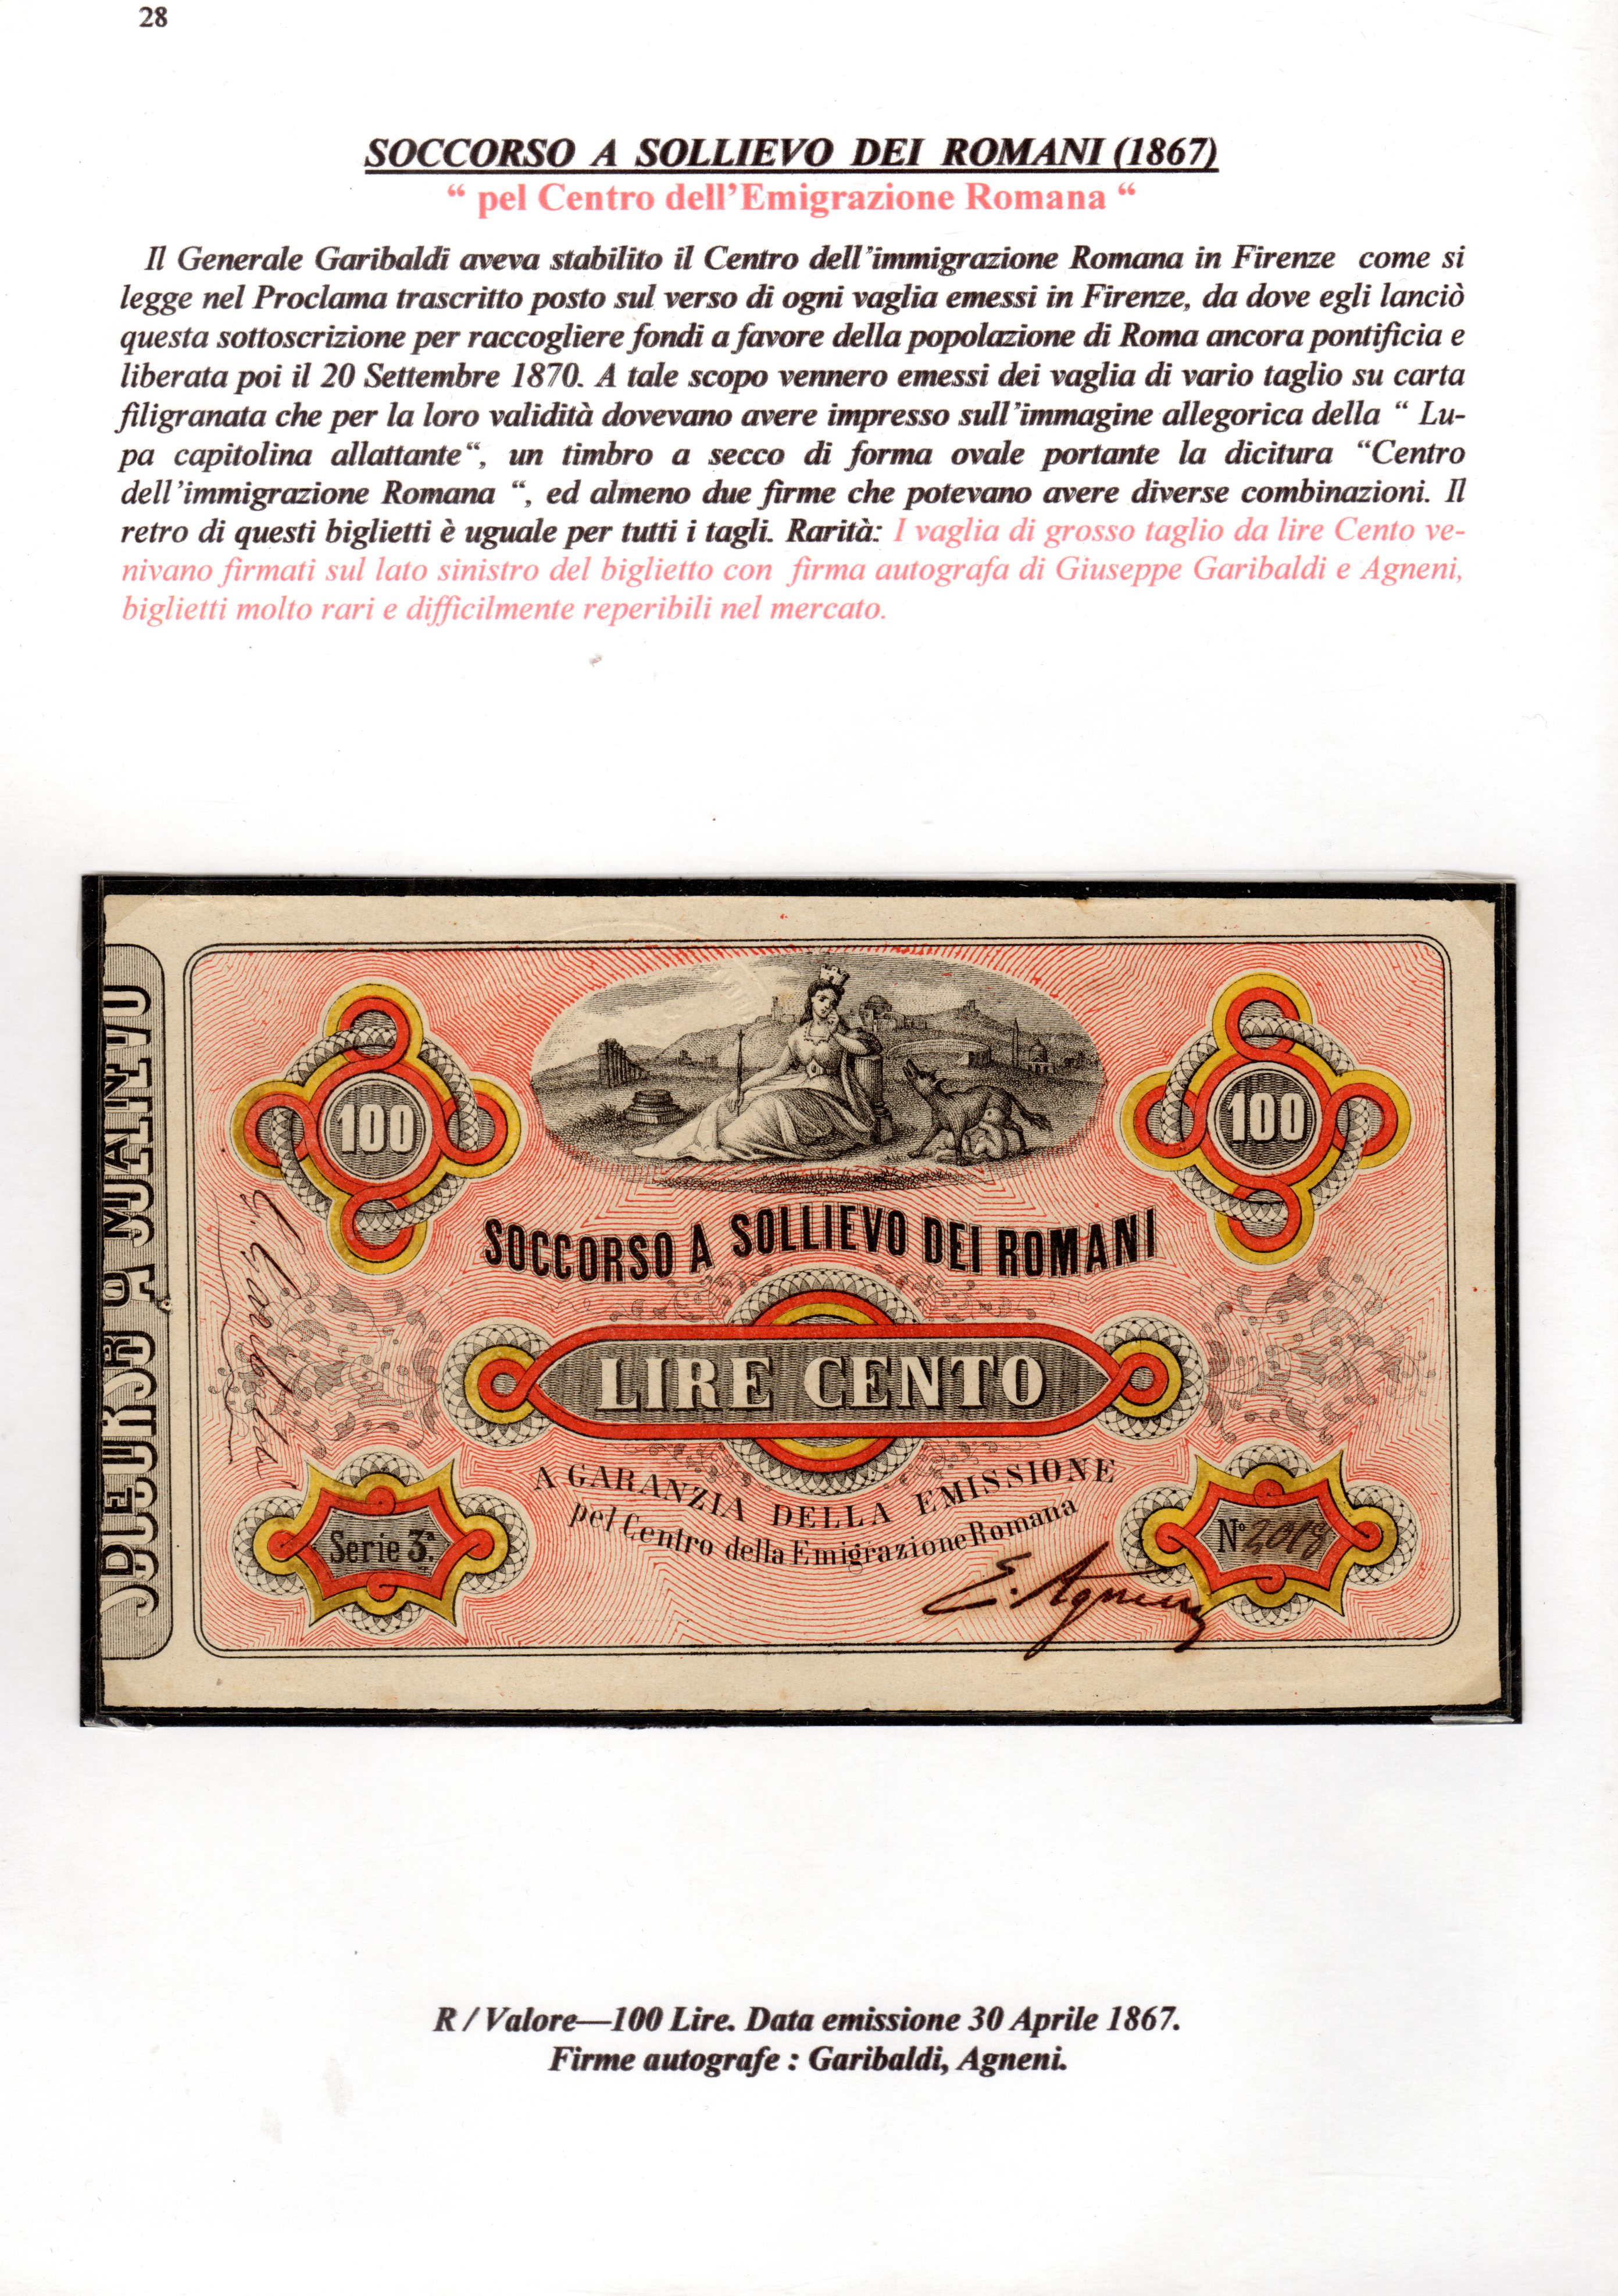 28
SOCCORSO A SOLLIEVO DEI ROMANI (1867)
“ pel Centro dell’Emigrazione Romana “
Il Generale Garibaldi aveva stabilito il Centro dell’immigrazione Romana in Firenze come si
legge nel Proclama trascritto posto sul verso di ogni vaglia emessi in Firenze, da dove egli lanciò
questa sottoscrizione per raccogliere fondi a favore della popolazione di Roma ancora pontificia e
liberata poi il 20 Settembre 1870. A tale scopo vennero emessi dei vaglia di vario taglio su carta
filigranata che per la loro validità dovevano avere impresso sull’immagine allegorica della “ Lu-
pa capitolina allattante“, un timbro a secco di forma ovale portante la dicitura “Centro
dell’immigrazione Romana “, ed almeno due firme che potevano avere diverse combinazioni. Il
retro di questi biglietti è uguale per tutti i tagli. Rarità: I vaglia di grosso taglio da lire Cento ve-
nivano firmati sul lato sinistro del biglietto con firma autografa di Giuseppe Garibaldi e Agneni,
biglietti molto rari e difficilmente reperibili nel mercato.
100
100
G. Garibaldi
SOCCORSO A SOLLIEVO DEI ROMANI
LIRE CENTO
A GARANZIA DELLA EMISSIONE
pel Centro della Emigrazione Romana
Serie 3.a
No 2018
E. Agneni
R / Valore—100 Lire. Data emissione 30 Aprile 1867.
Firme autografe : Garibaldi, Agneni.